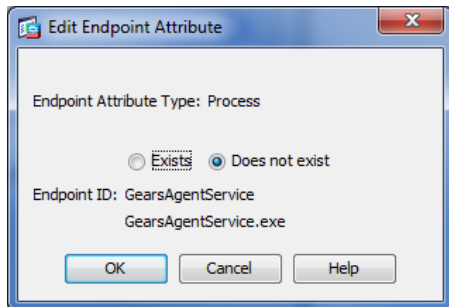 Edit Endpoint Attribute
Endpoint Attribute Type: Process
Exists Does not exist
Endpoint ID: GearsAgentService
GearsAgentService.exe
OK Cancel Help